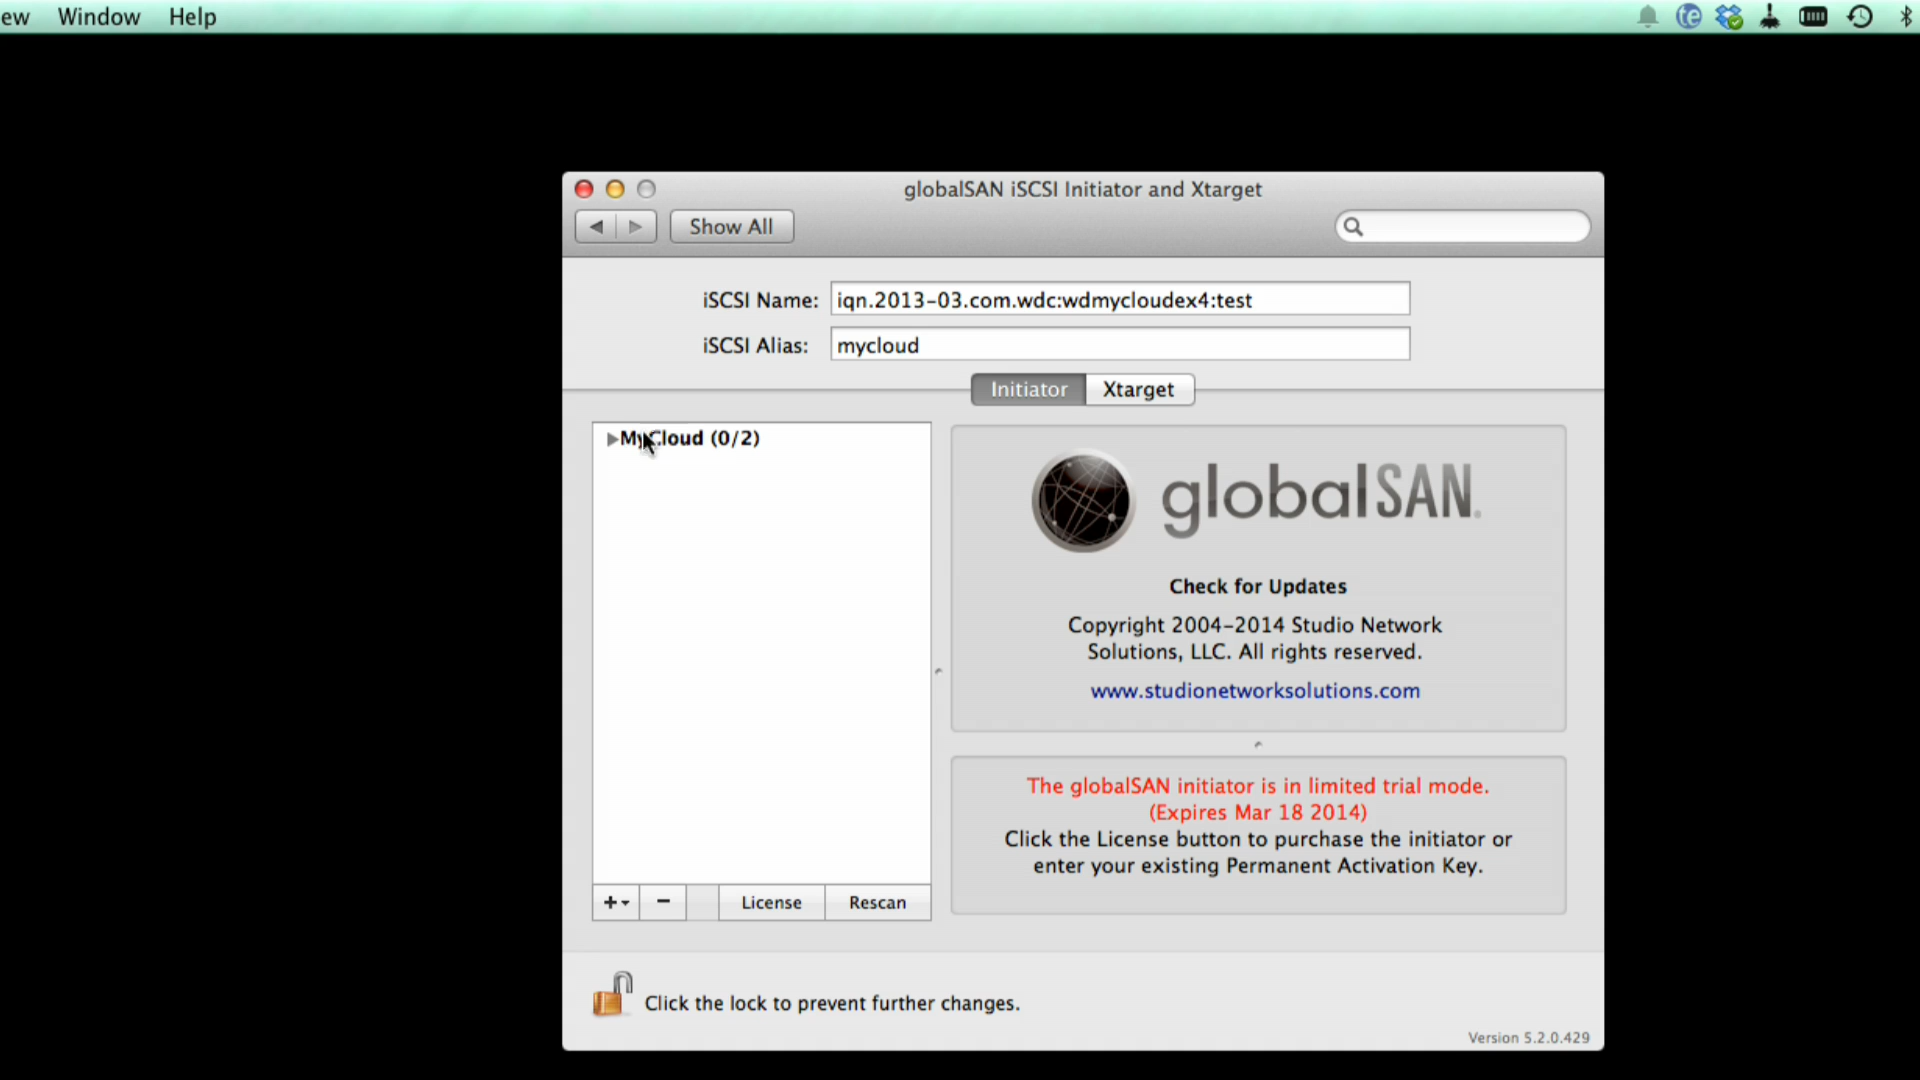 ew Window Help
te
globalSAN iSCSI Initiator and Xtarget
Show All
iSCSI Name: iqn.2013-03.com.wdc:wdmycloudex4:test
iSCSI Alias: mycloud
Initiator Xtarget
MyCloud (0/2)
globalSAN
Check for Updates
Copyright 2004-2014 Studio Network
Solutions, LLC. All rights reserved.
www.studionetworksolutions.com
The globalSAN initiator is in limited trial mode.
(Expires Mar 18 2014)
Click the License button to purchase the initiator or
enter your existing Permanent Activation Key.
License Rescan
Click the lock to prevent further changes.
Version 5.2.0.429